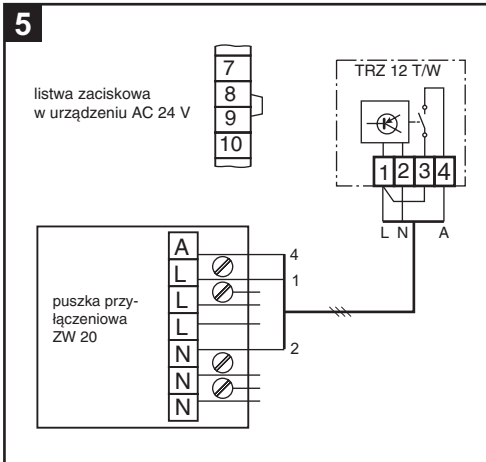 5
listwa zaciskowa
w urządzeniu AC 24 V
7
8
9
10
TRZ 12 T/W
1 2 3 4
L N A
puszka przy-
łączeniowa
ZW 20
A
L
L
L
N
N
N
4
1
2